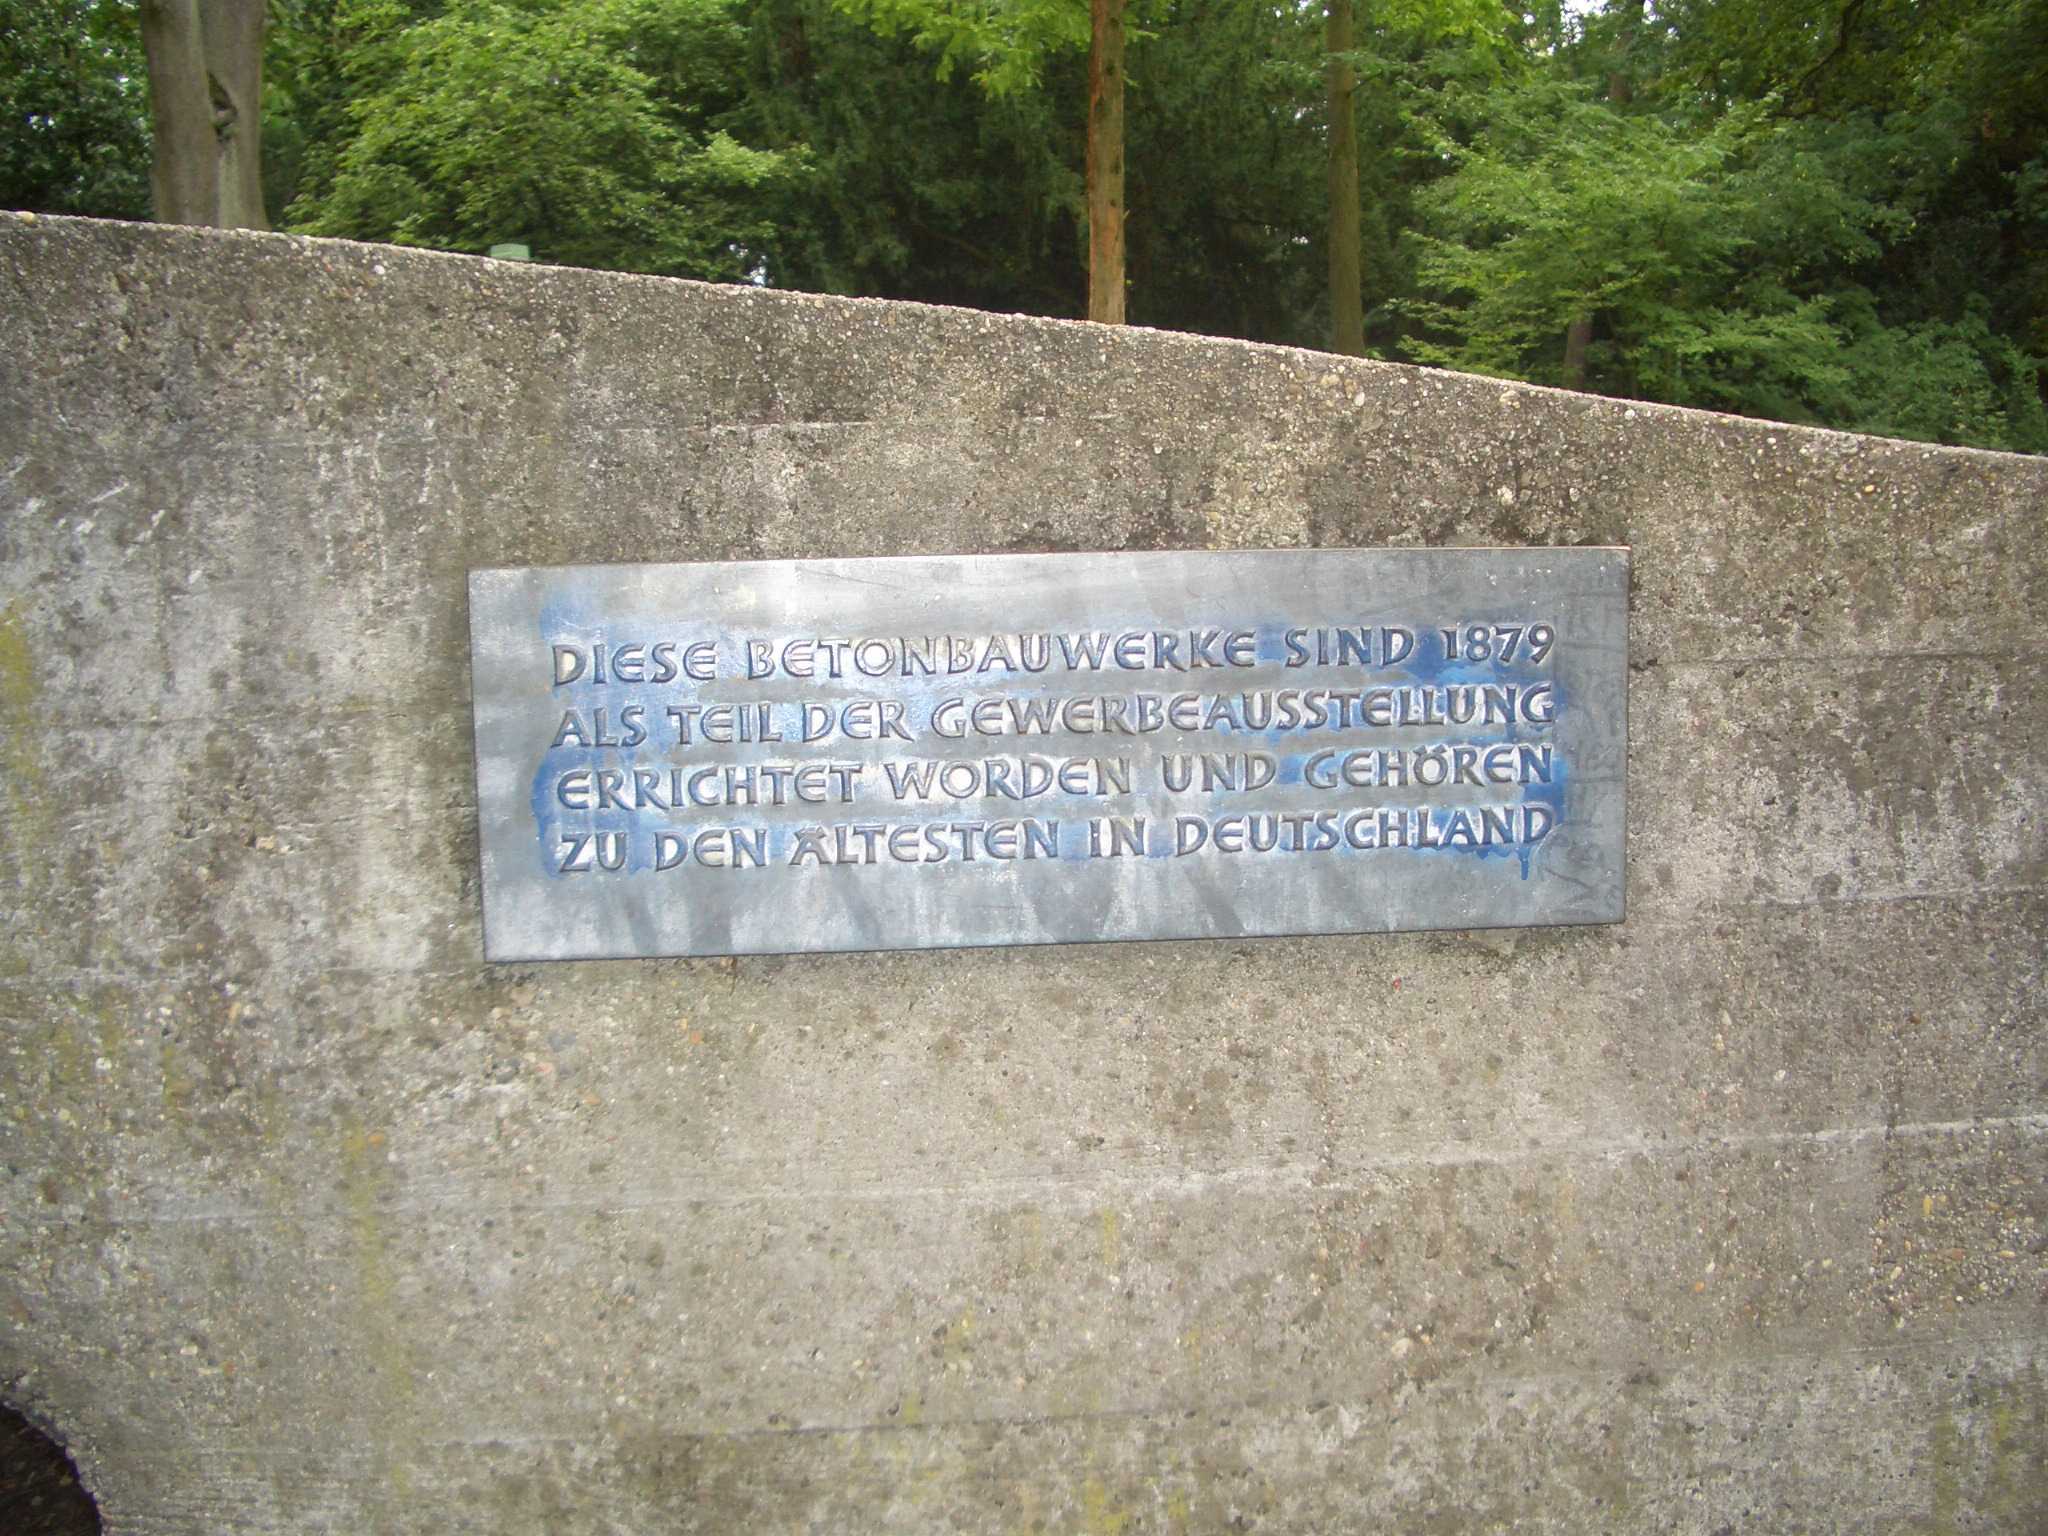 DIESE BETONBAUWERKE SIND 1879
ALS TEIL DER GEWERBEAUSSTELLUNG
ERRICHTET WORDEN UND GEHÖREN
ZU DEN ÄLTESTEN IN DEUTSCHLAND